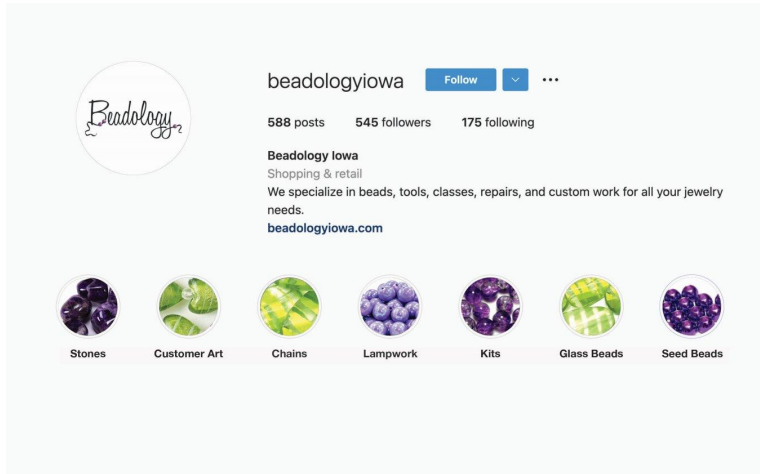 Beadology
beadologyiowa
Follow
588 posts 545 followers 175 following
Beadology Iowa
Shopping & retail
We specialize in beads, tools, classes, repairs, and custom work for all your jewelry
needs.
beadologyiowa.com
Stones Customer Art Chains Lampwork Kits Glass Beads Seed Beads